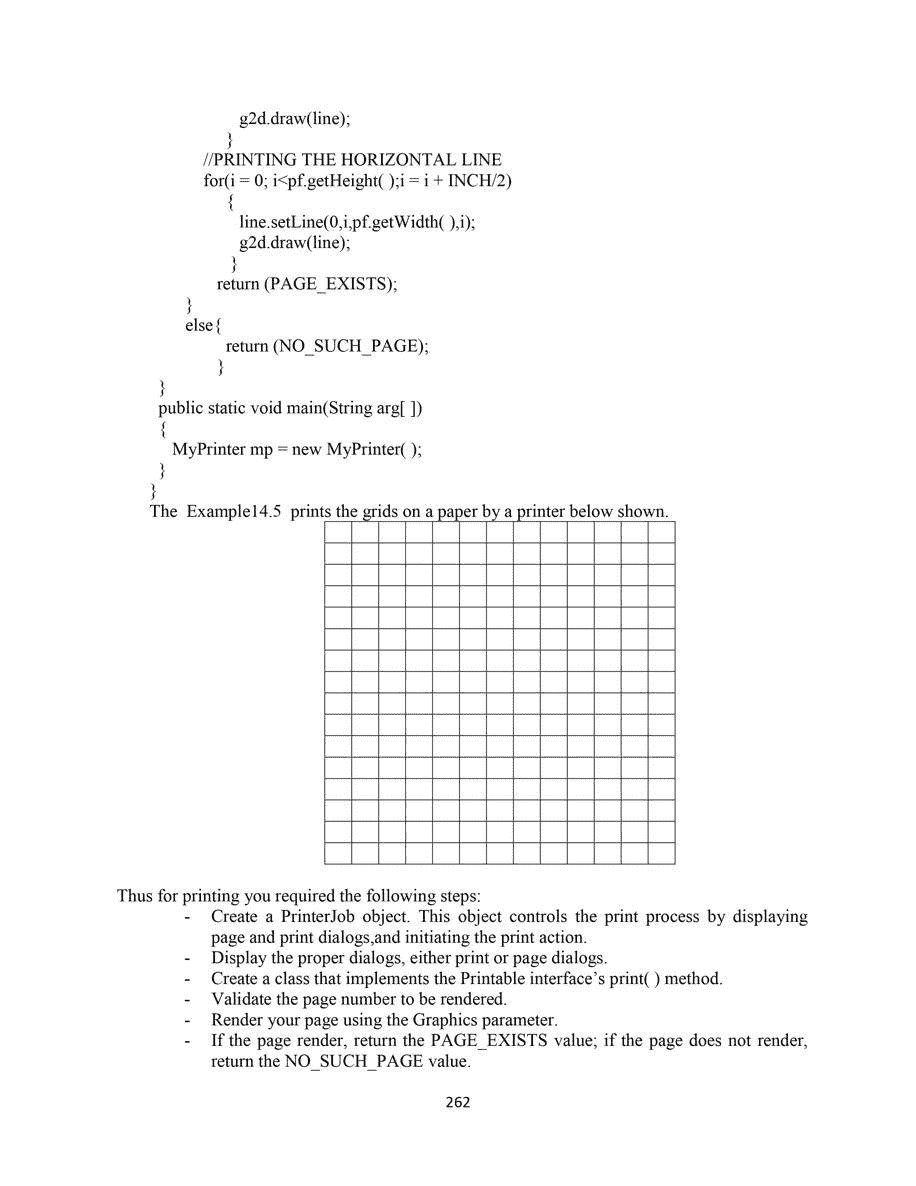 g2d.draw(line);
}
//PRINTING THE HORIZONTAL LINE
for(i = 0; i<pf.getHeight( );i = i + INCH/2)
{
line.setLine(0,i,pf.getWidth( ),i);
g2d.draw(line);
}
return (PAGE_EXISTS);
}
else{
return (NO_SUCH_PAGE);
}
}
public static void main(String arg[ ])
{
MyPrinter mp = new MyPrinter( );
}
}
The Example14.5 prints the grids on a paper by a printer below shown.
Thus for printing you required the following steps:
- Create a PrinterJob object. This object controls the print process by displaying
page and print dialogs,and initiating the print action.
- Display the proper dialogs, either print or page dialogs.
- Create a class that implements the Printable interface’s print( ) method.
- Validate the page number to be rendered.
- Render your page using the Graphics parameter.
- If the page render, return the PAGE_EXISTS value; if the page does not render,
return the NO_SUCH_PAGE value.
262